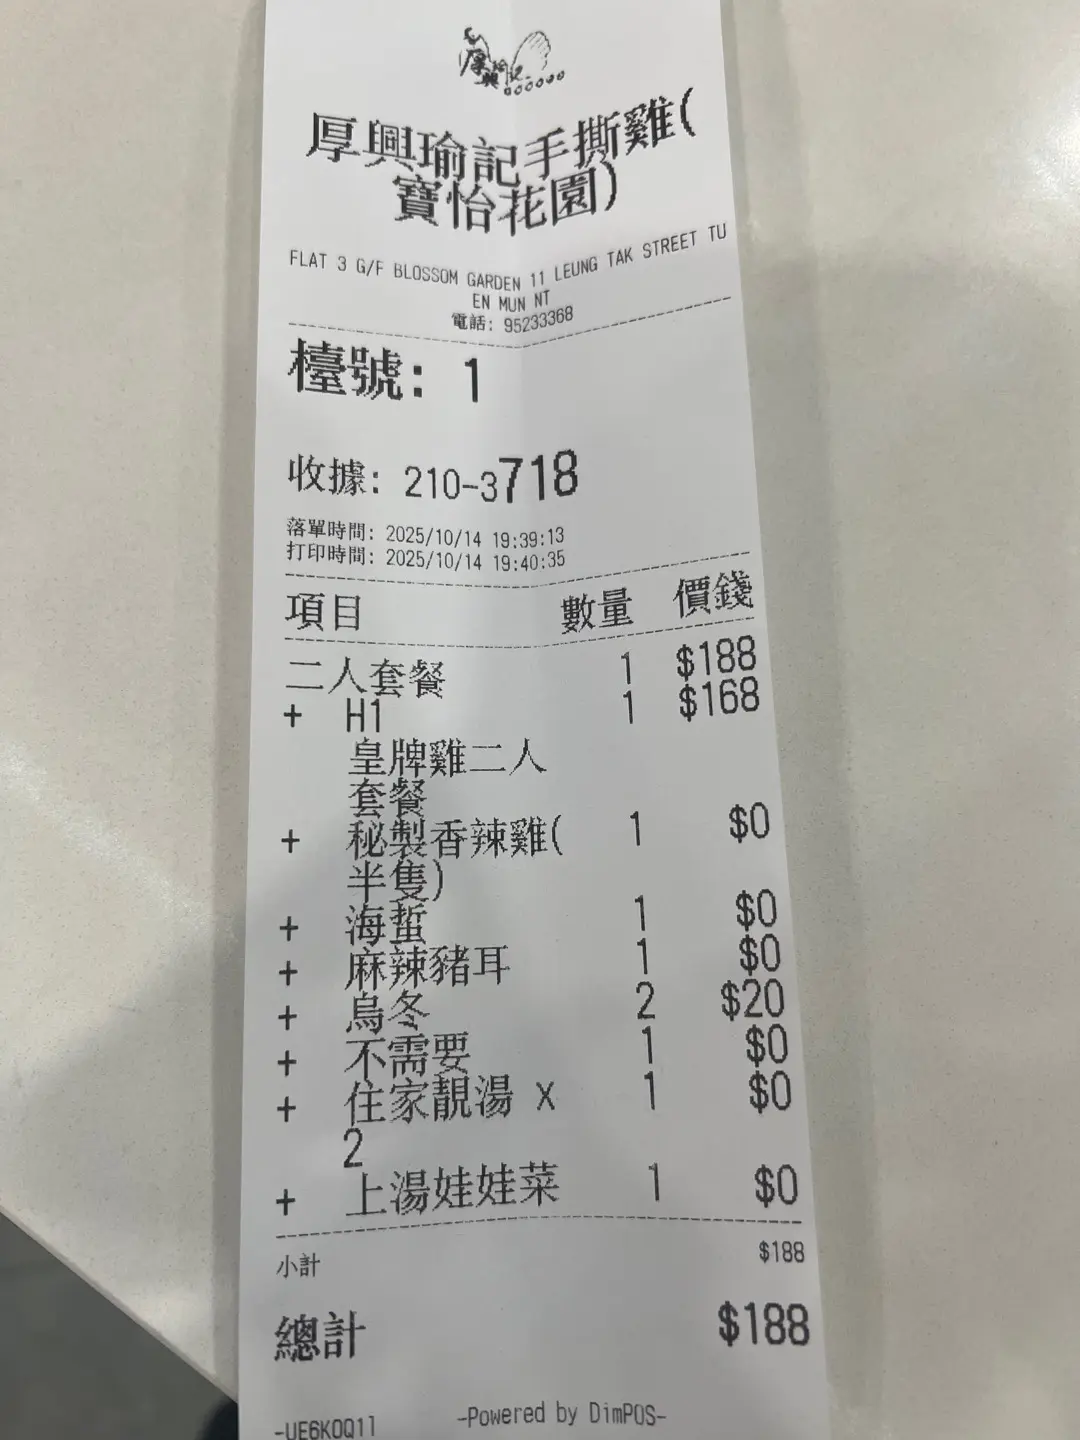 厚興瑜記
厚興瑜記手撕雞(
寶怡花園)
FLAT 3 G/F BLOSSOM GARDEN 11 LEUNG TAK STREET TU
EN MUN NT
電話: 95233368
檯號: 1
收據: 210-3718
落單時間: 2025/10/14 19:39:13
打印時間: 2025/10/14 19:40:35
項目 數量 價錢
二人套餐 1 $188
+ H1 1 $168
皇牌雞二人
套餐
+ 秘製香辣雞( 1 $0
半隻)
+ 海蜇 1 $0
+ 麻辣豬耳 1 $0
+ 烏冬 2 $20
+ 不需要 1 $0
+ 住家靚湯 x 1 $0
2
+ 上湯娃娃菜 1 $0
小計 $188
總計 $188
-UE6K0Q11 -Powered by DimPOS-